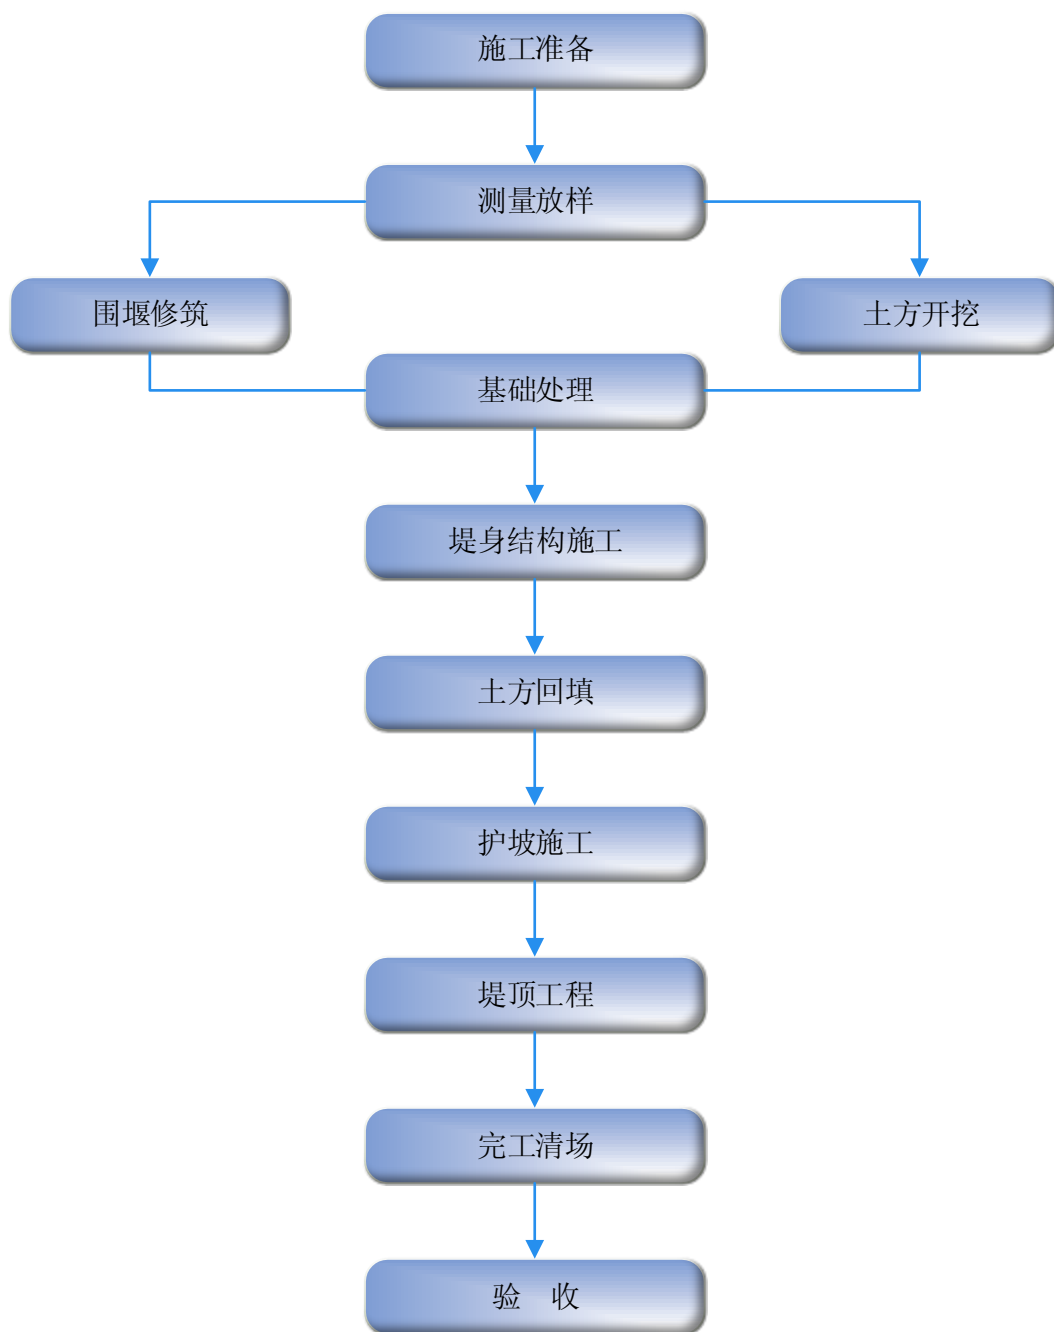 施工准备
测量放样
围堰修筑
土方开挖
基础处理
堤身结构施工
土方回填
护坡施工
堤顶工程
完工清场
验　收